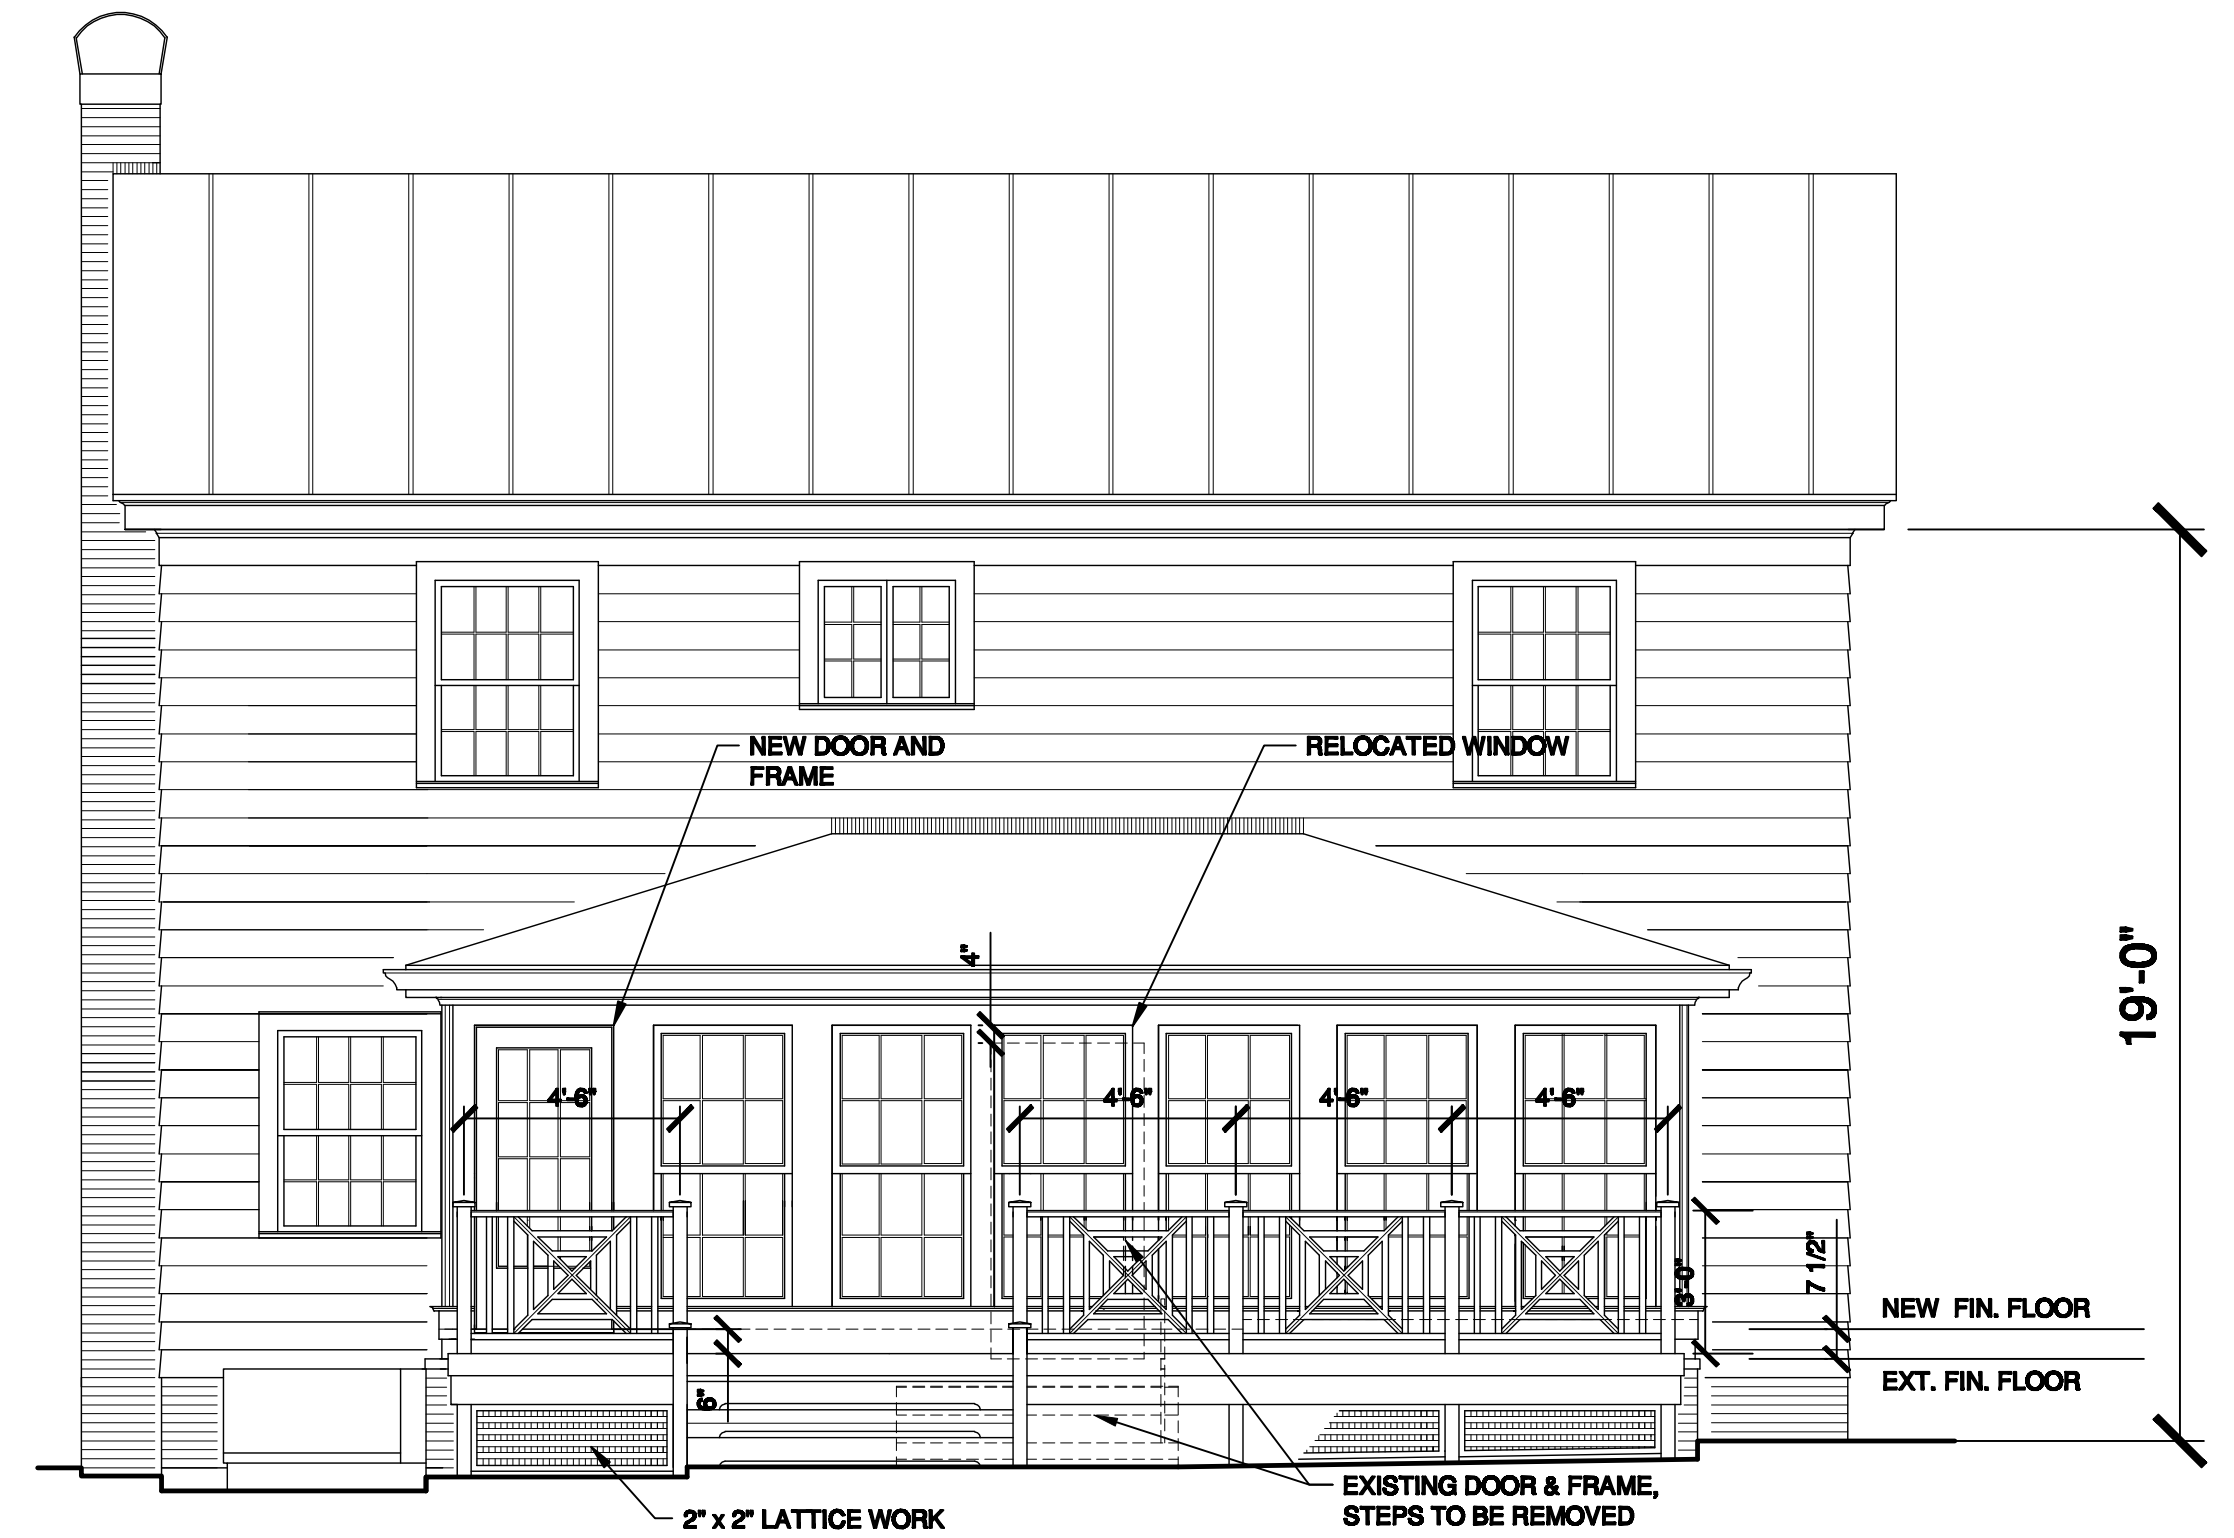 NEW DOOR AND
FRAME
RELOCATED WINDOW
19'-0"
4"
4'-6"
4'-6"
4'-6"
4'-6"
3'-0"
7 1/2"
NEW FIN. FLOOR
EXT. FIN. FLOOR
6"
EXISTING DOOR & FRAME,
STEPS TO BE REMOVED
2" x 2" LATTICE WORK